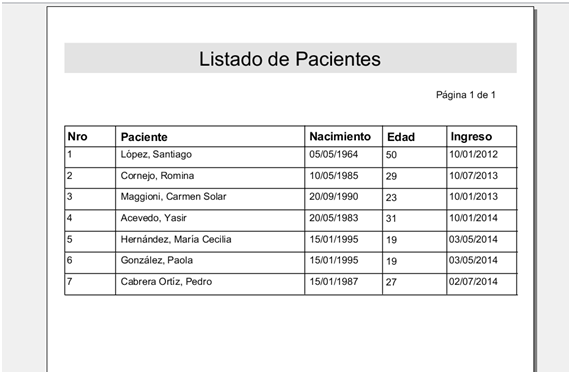 Listado de Pacientes
Página 1 de 1
Nro Paciente Nacimiento Edad Ingreso
1 López, Santiago 05/05/1964 50 10/01/2012
2 Cornejo, Romina 10/05/1985 29 10/07/2013
3 Maggioni, Carmen Solar 20/09/1990 23 10/01/2013
4 Acevedo, Yasir 20/05/1983 31 10/01/2014
5 Hernández, María Cecilia 15/01/1995 19 03/05/2014
6 González, Paola 15/01/1995 19 03/05/2014
7 Cabrera Ortíz, Pedro 15/01/1987 27 02/07/2014